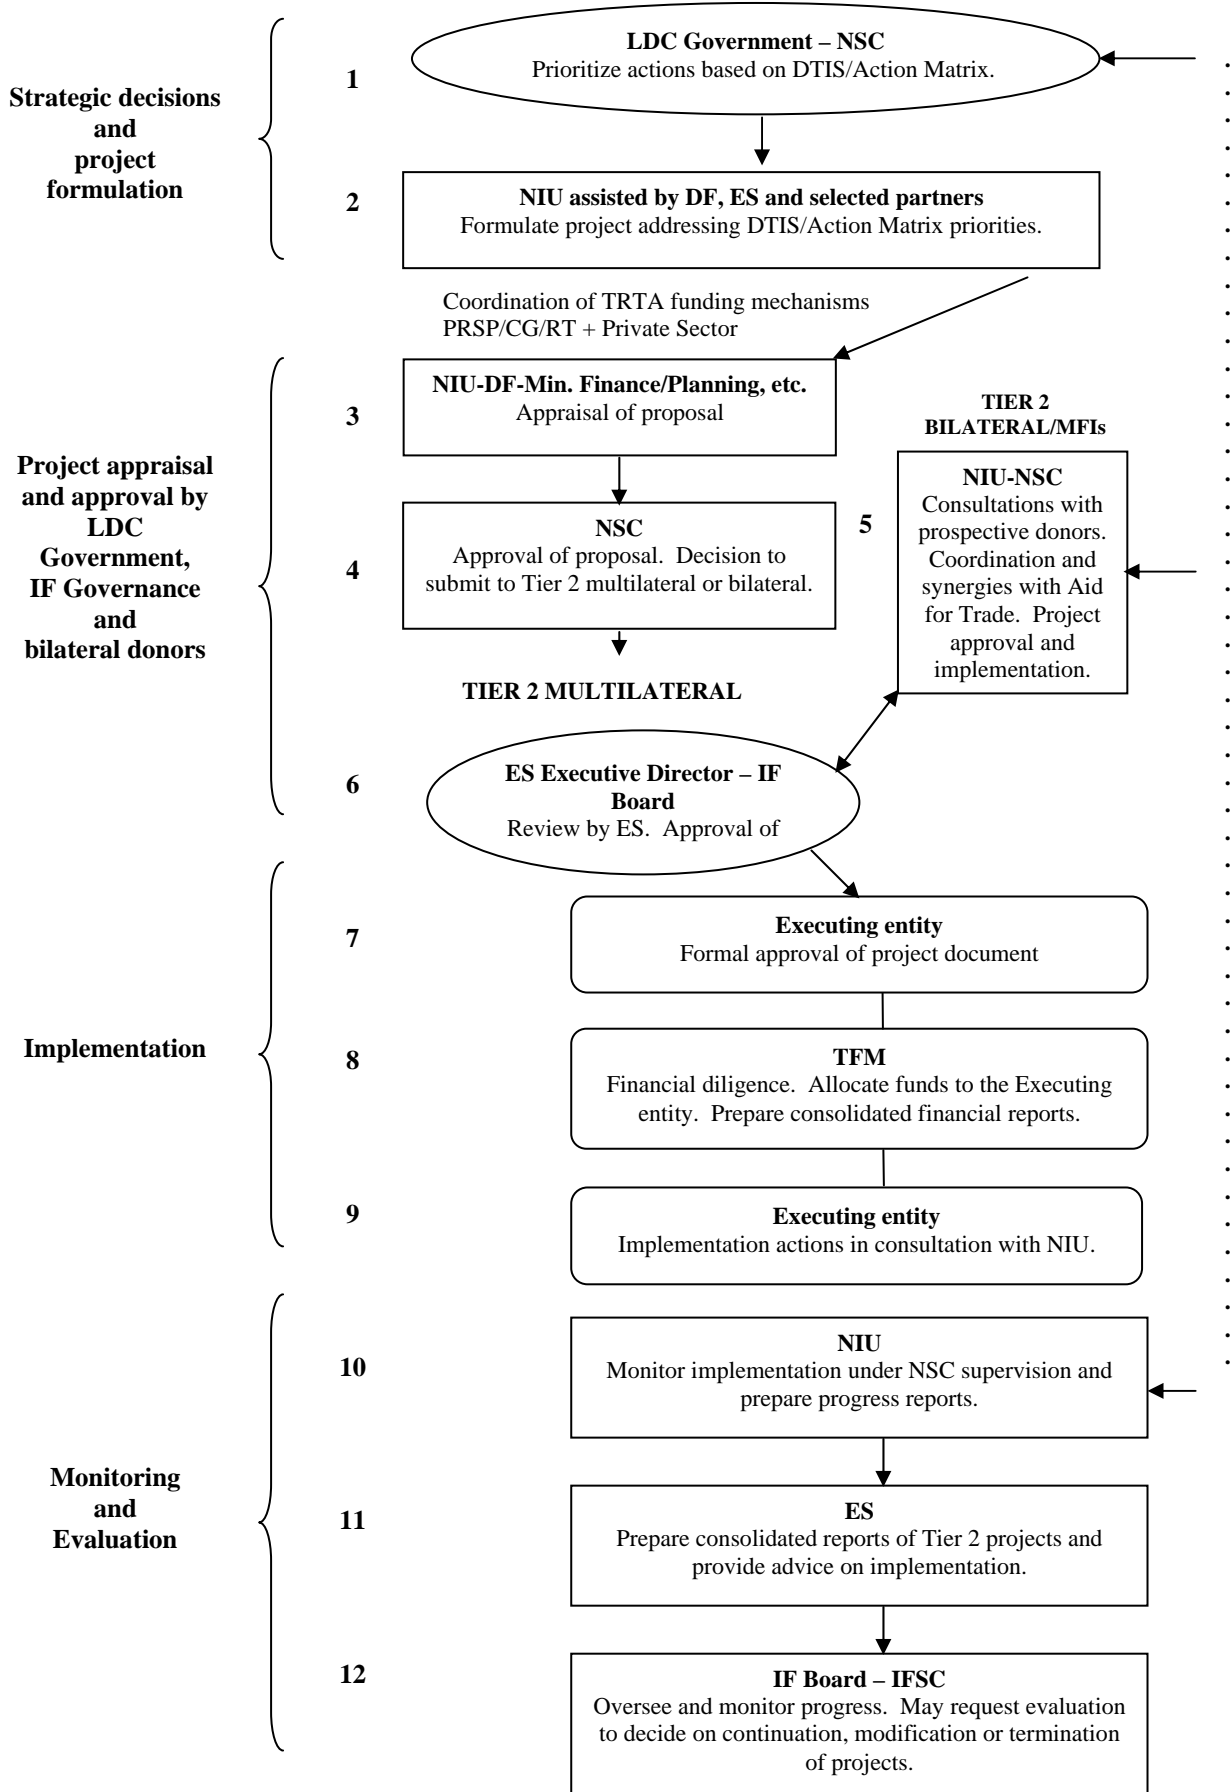 LDC Government – NSC
Prioritize actions based on DTIS/Action Matrix.
1
Strategic decisions
and
project
formulation
2
NIU assisted by DF, ES and selected partners
Formulate project addressing DTIS/Action Matrix priorities.
Coordination of TRTA funding mechanisms
PRSP/CG/RT + Private Sector
3
NIU-DF-Min. Finance/Planning, etc.
Appraisal of proposal
TIER 2
BILATERAL/MFIs
Project appraisal
and approval by
LDC
Government,
IF Governance
and
bilateral donors
4
NSC
Approval of proposal.  Decision to
submit to Tier 2 multilateral or bilateral.
5
NIU-NSC
Consultations with
prospective donors.
Coordination and
synergies with Aid
for Trade.  Project
approval and
implementation.
TIER 2 MULTILATERAL
6
ES Executive Director – IF
Board
Review by ES.  Approval of
7
Executing entity
Formal approval of project document
Implementation
8
TFM
Financial diligence.  Allocate funds to the Executing
entity.  Prepare consolidated financial reports.
9
Executing entity
Implementation actions in consultation with NIU.
10
NIU
Monitor implementation under NSC supervision and
prepare progress reports.
Monitoring
and
Evaluation
11
ES
Prepare consolidated reports of Tier 2 projects and
provide advice on implementation.
12
IF Board – IFSC
Oversee and monitor progress.  May request evaluation
to decide on continuation, modification or termination
of projects.